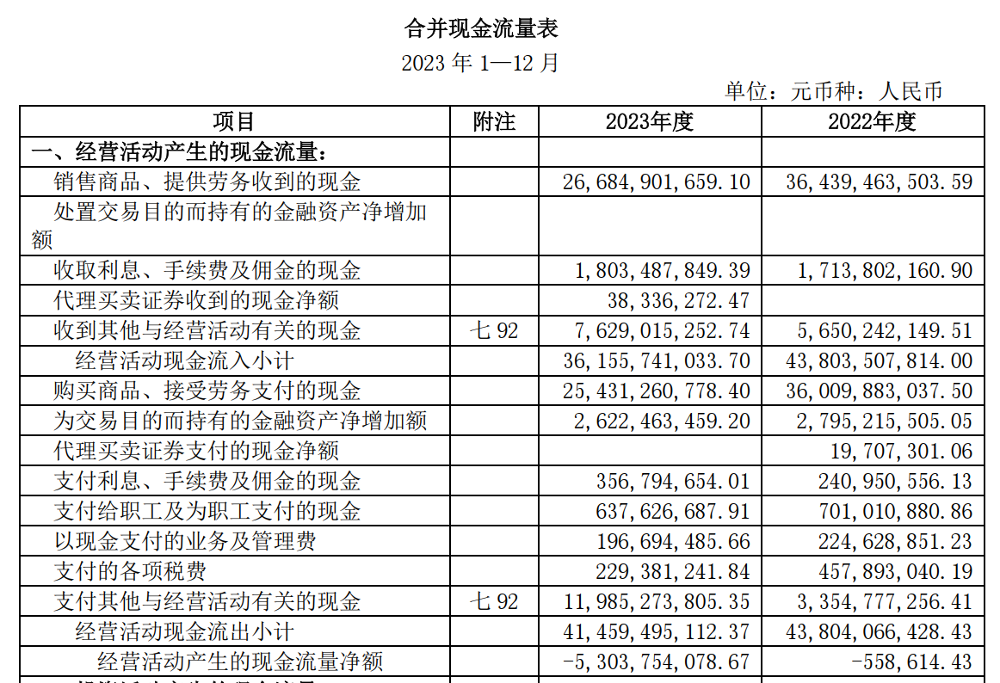 合并现金流量表
2023 年 1—12 月
单位：元币种：人民币
项目 附注 2023年度 2022年度
一、经营活动产生的现金流量：
销售商品、提供劳务收到的现金 26,684,901,659.10 36,439,463,503.59
处置交易目的而持有的金融资产净增加
额
收取利息、手续费及佣金的现金 1,803,487,849.39 1,713,802,160.90
代理买卖证券收到的现金净额 38,336,272.47
收到其他与经营活动有关的现金 七 92 7,629,015,252.74 5,650,242,149.51
经营活动现金流入小计 36,155,741,033.70 43,803,507,814.00
购买商品、接受劳务支付的现金 25,431,260,778.40 36,009,883,037.50
为交易目的而持有的金融资产净增加额 2,622,463,459.20 2,795,215,505.05
代理买卖证券支付的现金净额 19,707,301.06
支付利息、手续费及佣金的现金 356,794,654.01 240,950,556.13
支付给职工及为职工支付的现金 637,626,687.91 701,010,880.86
以现金支付的业务及管理费 196,694,485.66 224,628,851.23
支付的各项税费 229,381,241.84 457,893,040.19
支付其他与经营活动有关的现金 七 92 11,985,273,805.35 3,354,777,256.41
经营活动现金流出小计 41,459,495,112.37 43,804,066,428.43
经营活动产生的现金流量净额 -5,303,754,078.67 -558,614.43